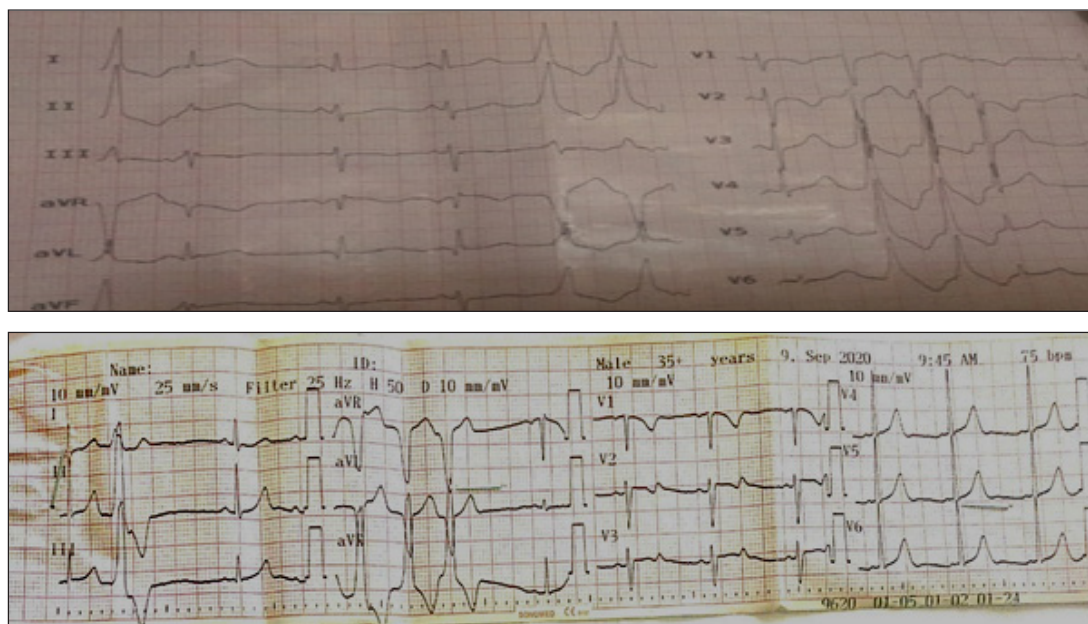 I
V1
II
V2
III
V3
aVR
V4
aVL
V5
aVF
V6
Name:
ID:
Male 35+ years 9. Sep 2020 9:45 AM 75 bpm
10 mm/mV 25 mm/s Filter 25 Hz H 50 D 10 mm/mV 10 mm/mV 10 mm/mV
I
aVR
V1
V4
II
aVL
V2
V5
III
V3
V6
9620 01-05 01-02 01-24